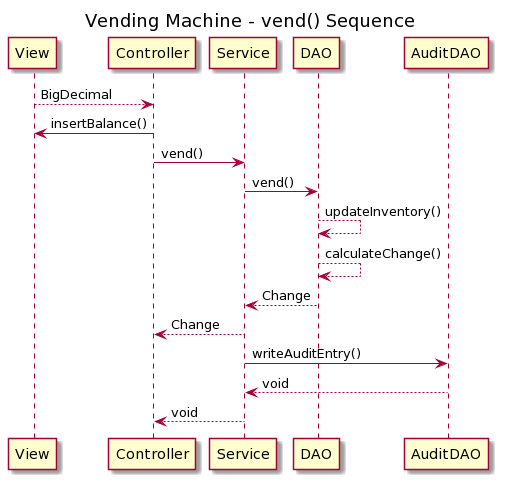 Vending Machine - vend() Sequence
View Controller Service DAO AuditDAO
BigDecimal
insertBalance()
vend()
vend()
updateInventory()
calculateChange()
Change
Change
writeAuditEntry()
void
void
View Controller Service DAO AuditDAO